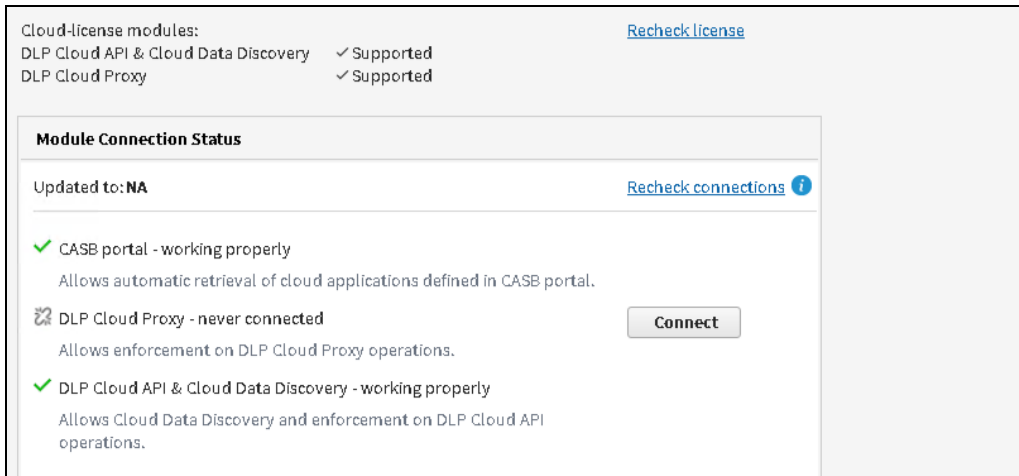 Cloud-license modules:
Recheck license
DLP Cloud API & Cloud Data Discovery ✓ Supported
DLP Cloud Proxy ✓ Supported
Module Connection Status
Updated to: NA
Recheck connections
CASB portal - working properly
Allows automatic retrieval of cloud applications defined in CASB portal.
DLP Cloud Proxy - never connected
Connect
Allows enforcement on DLP Cloud Proxy operations.
DLP Cloud API & Cloud Data Discovery - working properly
Allows Cloud Data Discovery and enforcement on DLP Cloud API
operations.